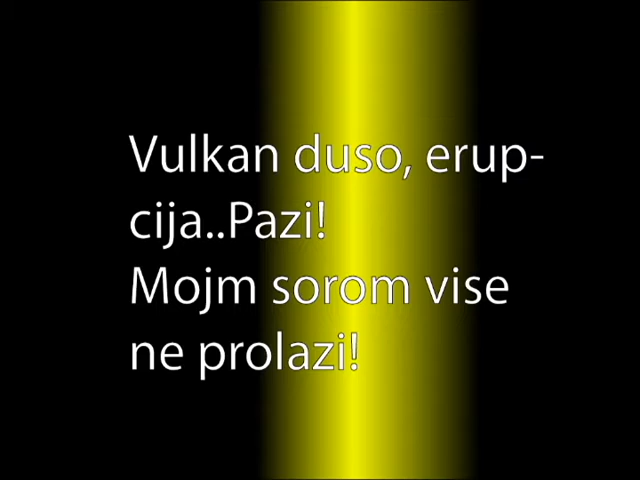 Vulkan duso, erup-
cija..Pazi!
Mojm sorom vise
ne prolazi!